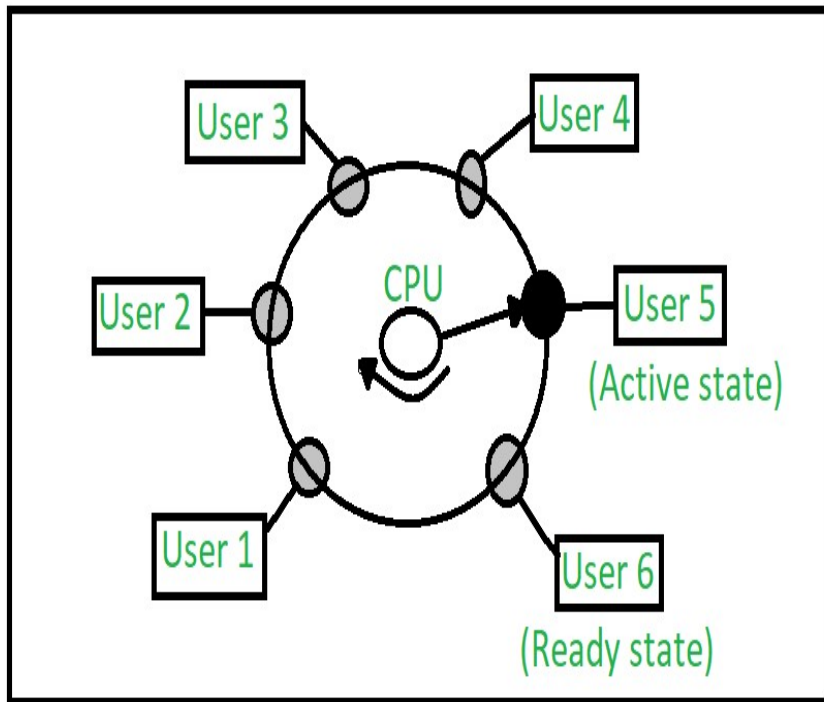 User 3
User 4
CPU
User 2
User 5
(Active state)
User 1
User 6
(Ready state)